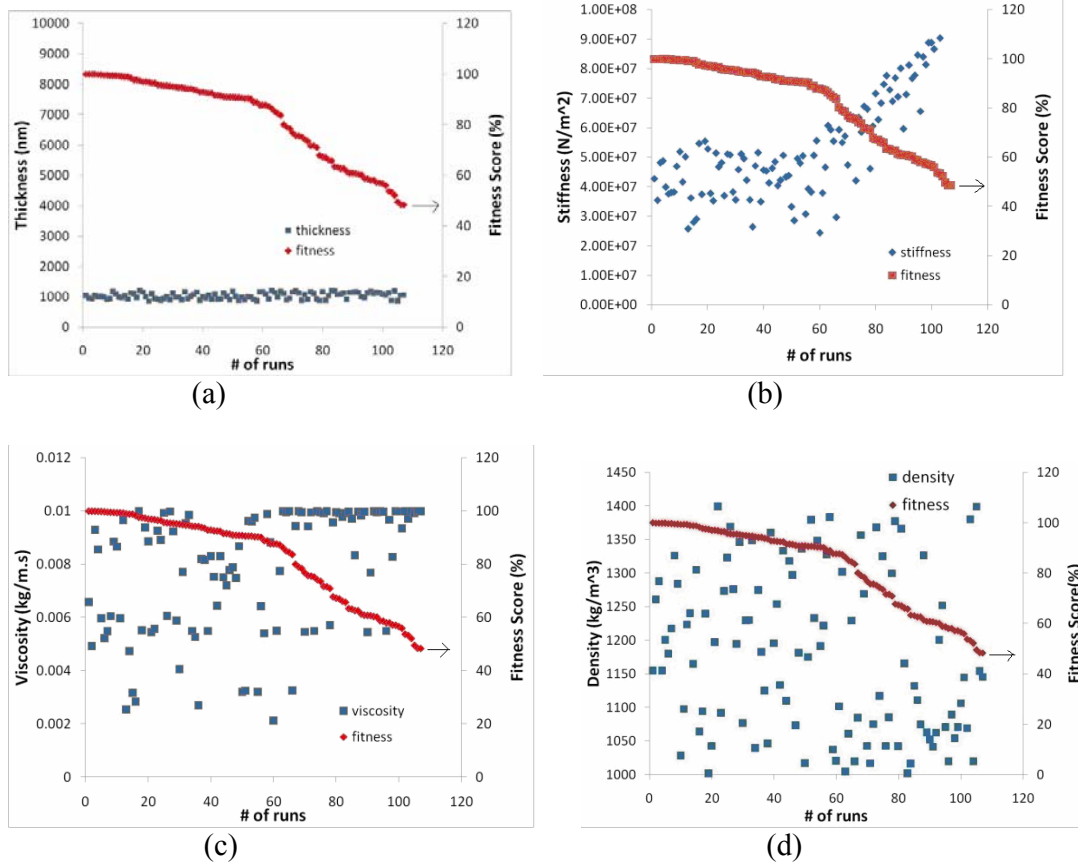 10000
9000
8000
7000
6000
5000
4000
3000
2000
1000
0
Thickness (nm)
0 20 40 60 80 100 120
# of runs
120
100
80
60
40
20
0
Fitness Score (%)
thickness
fitness
(a)
1.00E+08
9.00E+07
8.00E+07
7.00E+07
6.00E+07
5.00E+07
4.00E+07
3.00E+07
2.00E+07
1.00E+07
0.00E+00
Stiffness (N/m^2)
0 20 40 60 80 100 120
# of runs
120
100
80
60
40
20
0
Fitness Score (%)
stiffness
fitness
(b)
0.012
0.01
0.008
0.006
0.004
0.002
0
Viscosity (kg/m.s)
0 20 40 60 80 100 120
# of runs
120
100
80
60
40
20
0
Fitness Score (%)
viscosity
fitness
(c)
1450
1400
1350
1300
1250
1200
1150
1100
1050
1000
Density (kg/m^3)
0 20 40 60 80 100 120
# of runs
120
100
80
60
40
20
0
Fitness Score(%)
density
fitness
(d)